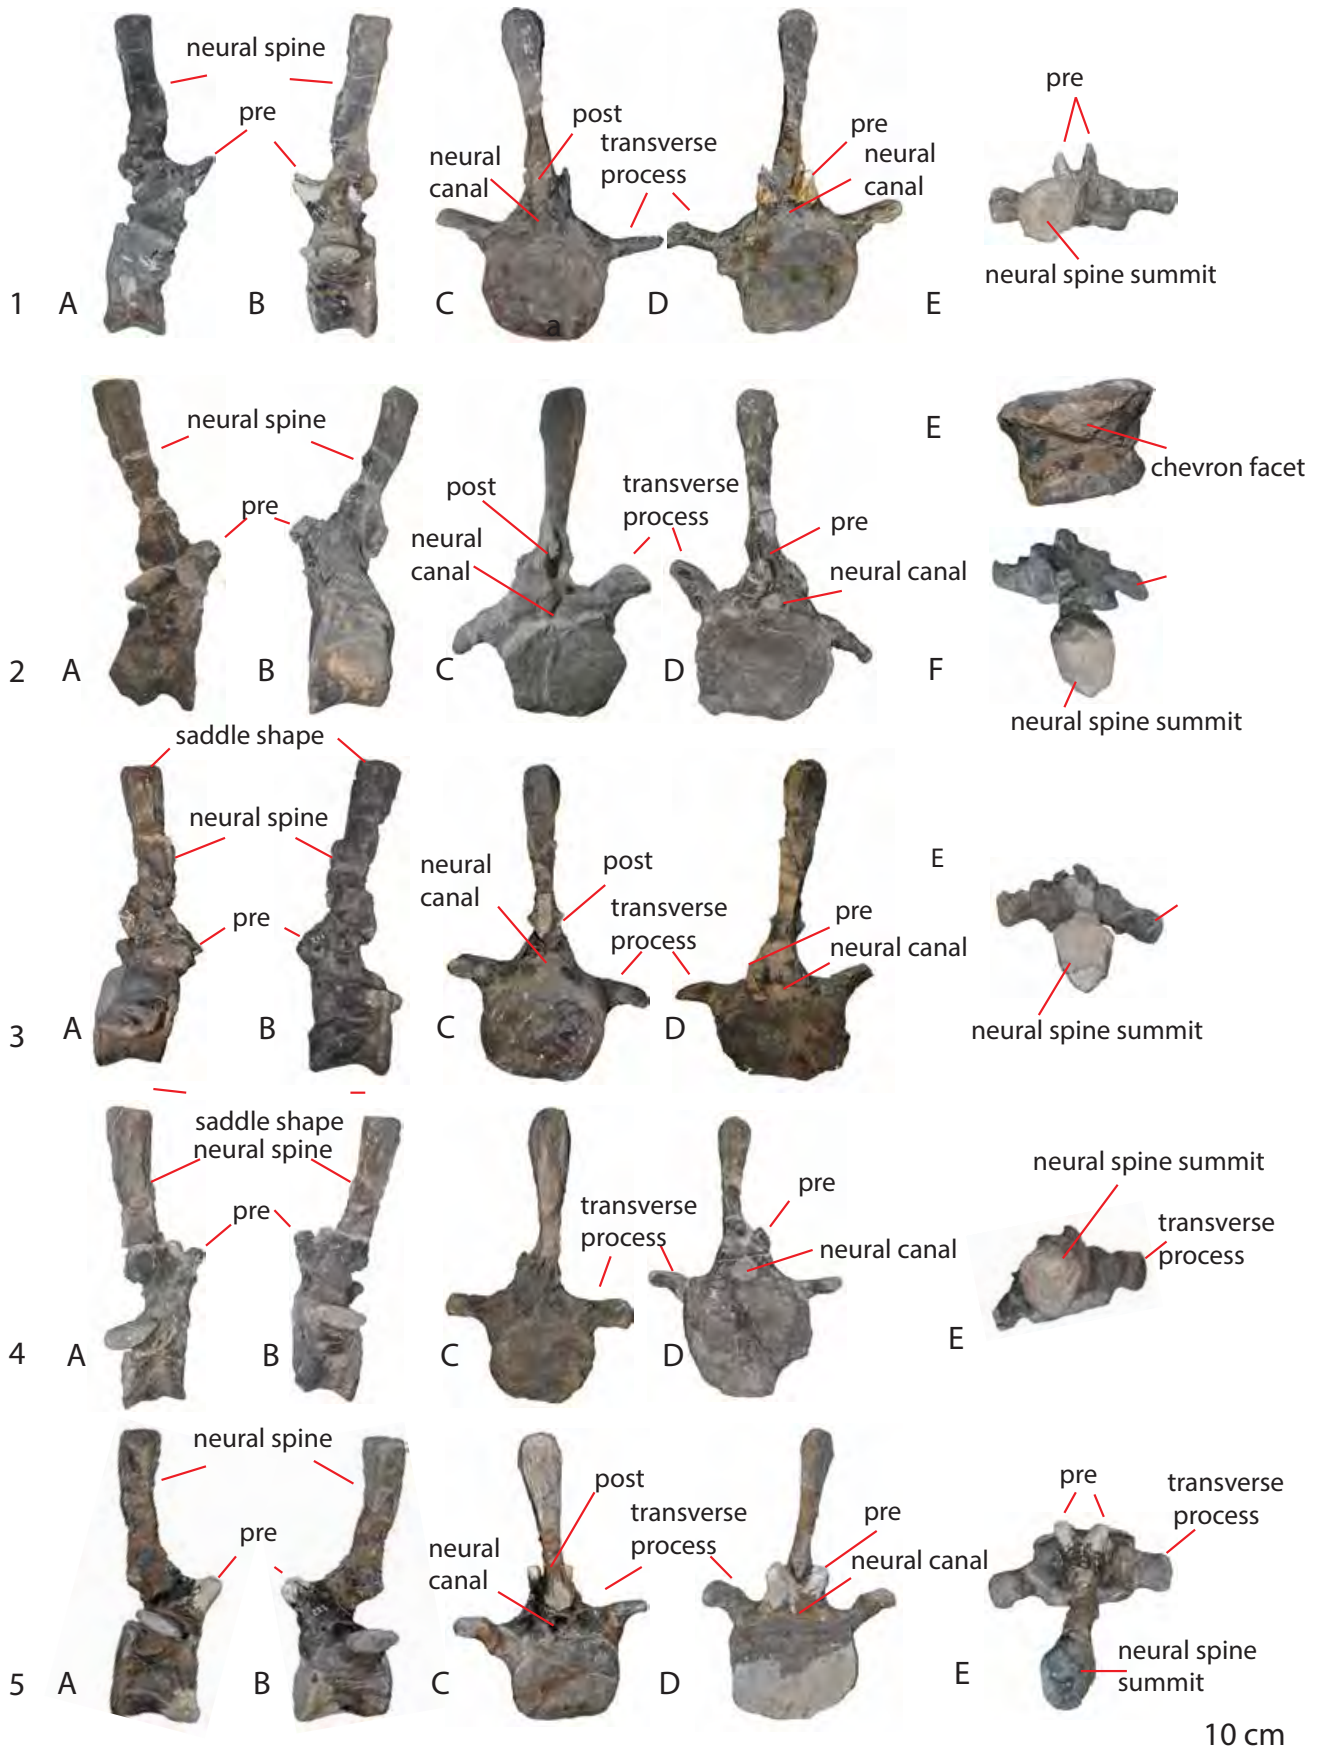 neural spine
pre
post
neural
canal
transverse
process
pre
neural
canal
pre
neural spine summit
1 A B C a D E
neural spine
pre
post
neural
canal
transverse
process
pre
neural canal
E
chevron facet
2 A B C D F
neural spine summit
saddle shape
neural spine
pre
neural
canal
post
transverse
process
pre
neural canal
E
neural spine summit
3 A B C D
saddle shape
neural spine
pre
transverse
process
pre
neural canal
neural spine summit
transverse
process
4 A B C D E
neural spine
pre
post
neural
canal
transverse
process
pre
neural canal
pre
transverse
process
neural spine
summit
5 A B C D E
10 cm